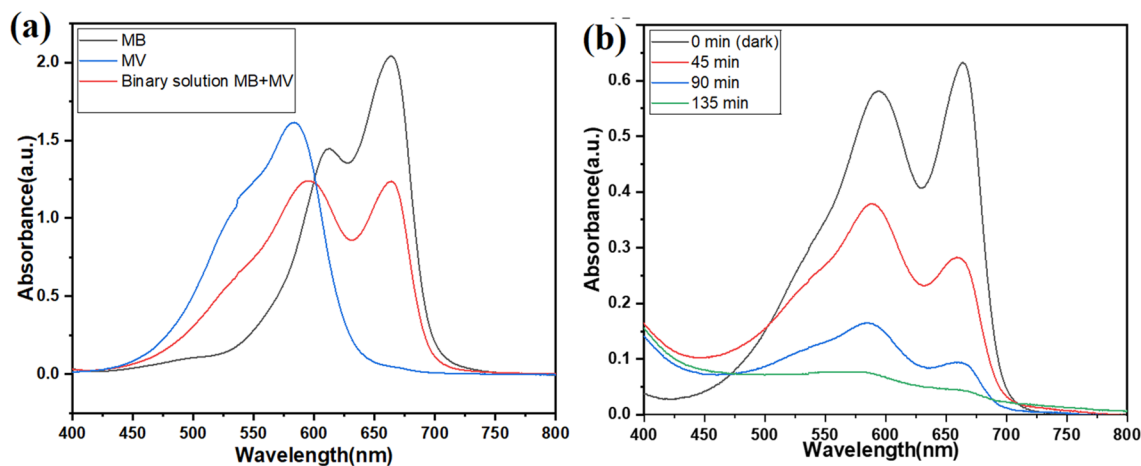 (a)
MB
MV
Binary solution MB+MV
2.0
1.5
1.0
0.5
0.0
Absorbance(a.u.)
400 450 500 550 600 650 700 750 800
Wavelength(nm)
(b)
0 min (dark)
45 min
90 min
135 min
0.6
0.5
0.4
0.3
0.2
0.1
0.0
Absorbance(a.u.)
400 450 500 550 600 650 700 750 800
Wavelength(nm)